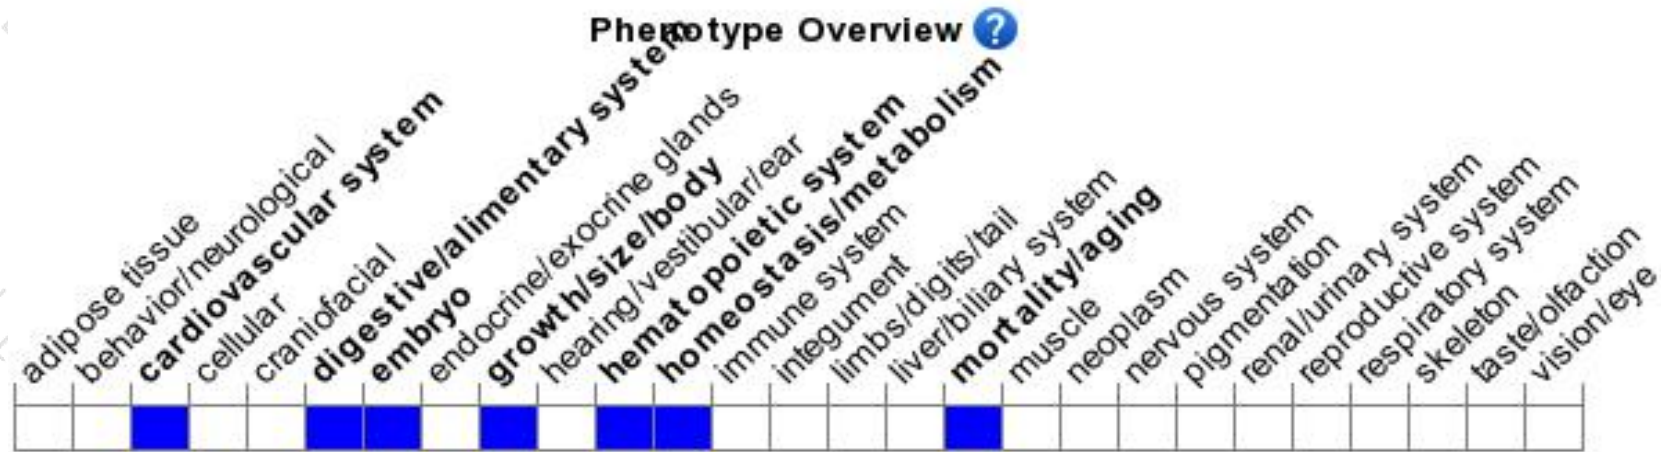 Phenotype Overview ?
adipose tissue
behavior/neurological
cardiovascular system
cellular
craniofacial
digestive/alimentary system
embryo
endocrine/exocrine glands
growth/size/body
hearing/vestibular/ear
hematopoietic system
homeostasis/metabolism
immune system
integument
limbs/digits/tail
liver/biliary system
mortality/aging
muscle
neoplasm
nervous system
pigmentation
renal/urinary system
reproductive system
respiratory system
skeleton
taste/olfaction
vision/eye